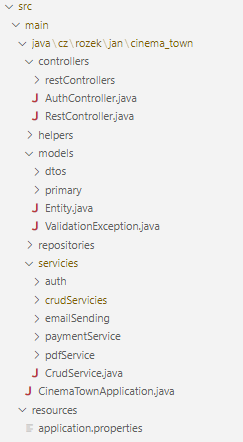 src
main
java\cz\rozek\jan\cinema_town
controllers
restControllers
AuthController.java
RestController.java
helpers
models
dtos
primary
Entity.java
ValidationException.java
repositories
servicies
auth
crudServicies
emailSending
paymentService
pdfService
CrudService.java
CinemaTownApplication.java
resources
application.properties